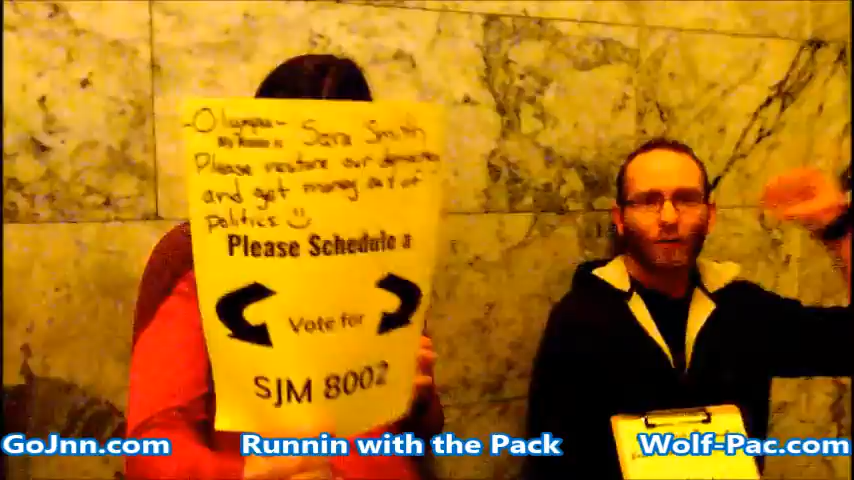 -Olympia- Sara Smith
Please restore our democracy
and get money out of
politics
Please Schedule a
Vote for
SJM 8002
GoJnn.com Runnin with the Pack Wolf-Pac.com